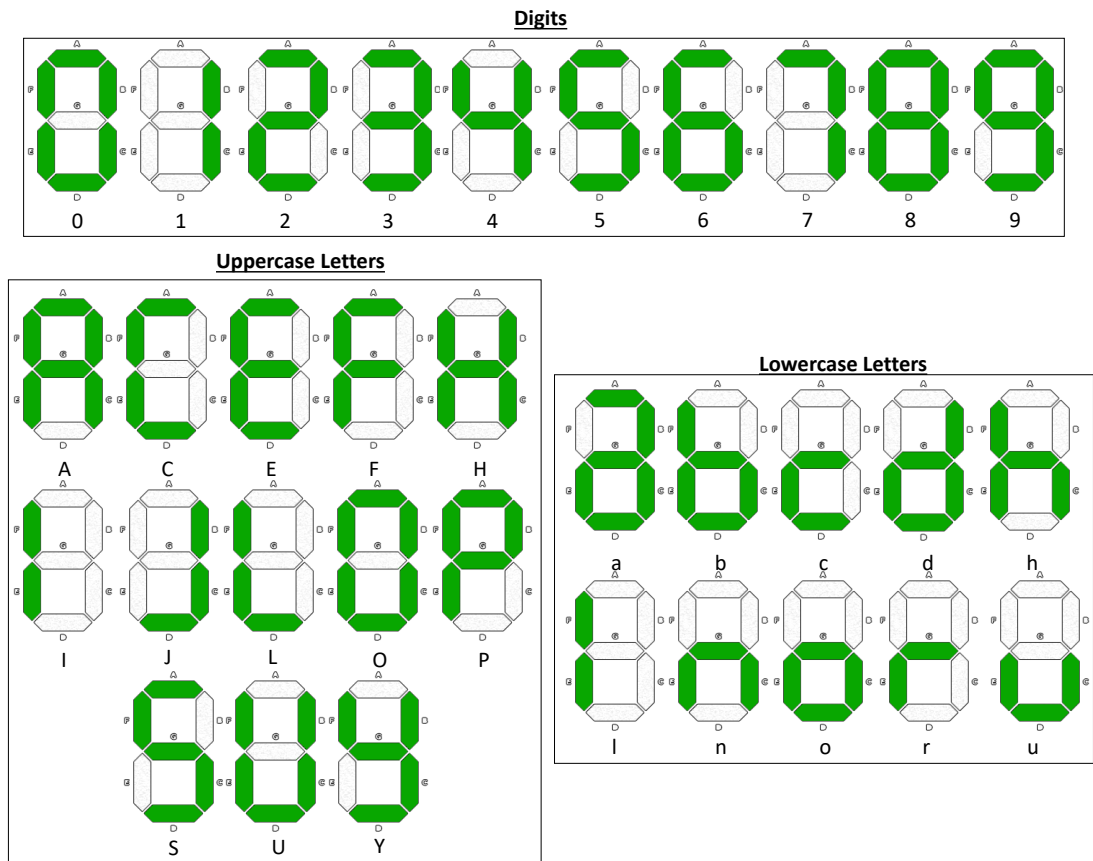 Digits
A A A A A A A A A A
F D F D F D F D F D F D F D F D F D F D
G G G G G G G G G G
E C E C E C E C E C E C E C E C E C E C
D D D D D D D D D D
0 1 2 3 4 5 6 7 8 9
Uppercase Letters
A A A A A
F D F D F D F D F D
G G G G G
E C E C E C E C E C
D D D D D
A C E F H
A A A A A
F D F D F D F D F D
G G G G G
E C E C E C E C E C
D D D D D
I J L O P
A A A
F D F D F D
G G G
E C E C E C
D D D
S U Y
Lowercase Letters
A A A A A
F D F D F D F D F D
G G G G G
E C E C E C E C E C
D D D D D
a b c d h
A A A A A
F D F D F D F D F D
G G G G G
E C E C E C E C E C
D D D D D
l n o r u